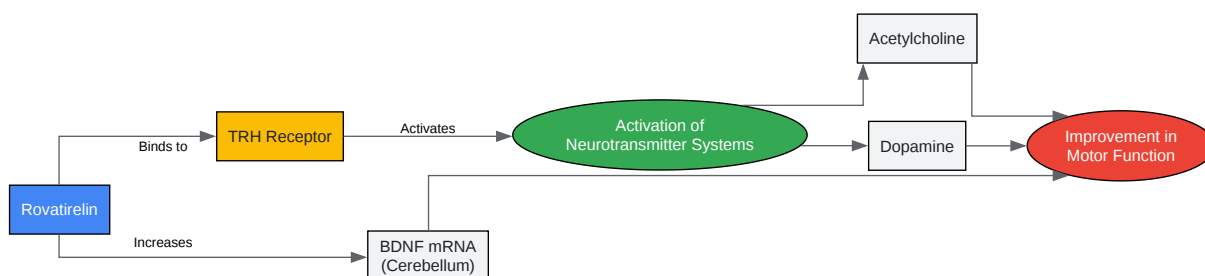 Acetylcholine
TRH Receptor
Activates
Activation of
Neurotransmitter Systems
Dopamine
Improvement in
Motor Function
Binds to
Rovatirelin
Increases
BDNF mRNA
(Cerebellum)